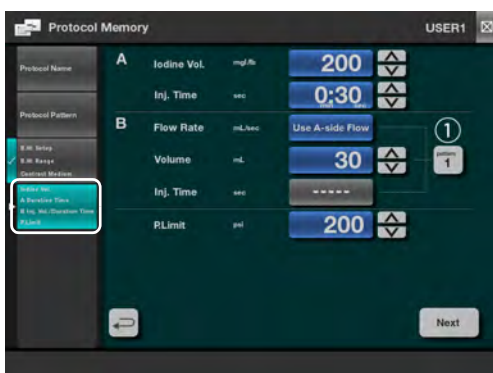 Protocol Memory
USER1
Protocol Name
Protocol Pattern
B.W. Setup
B.W. Range
Contrast Medium
Iodine Vol.
A Duration Time
B Inj. Vol./Duration Time
P.Limit
A
Iodine Vol.
200
Inj. Time
sec
0:30
min sec
B
Flow Rate
mL/sec
Use A-side Flow
Volume
mL
30
Inj. Time
sec
-----
①
pattern
1
P.Limit
psi
200
Next